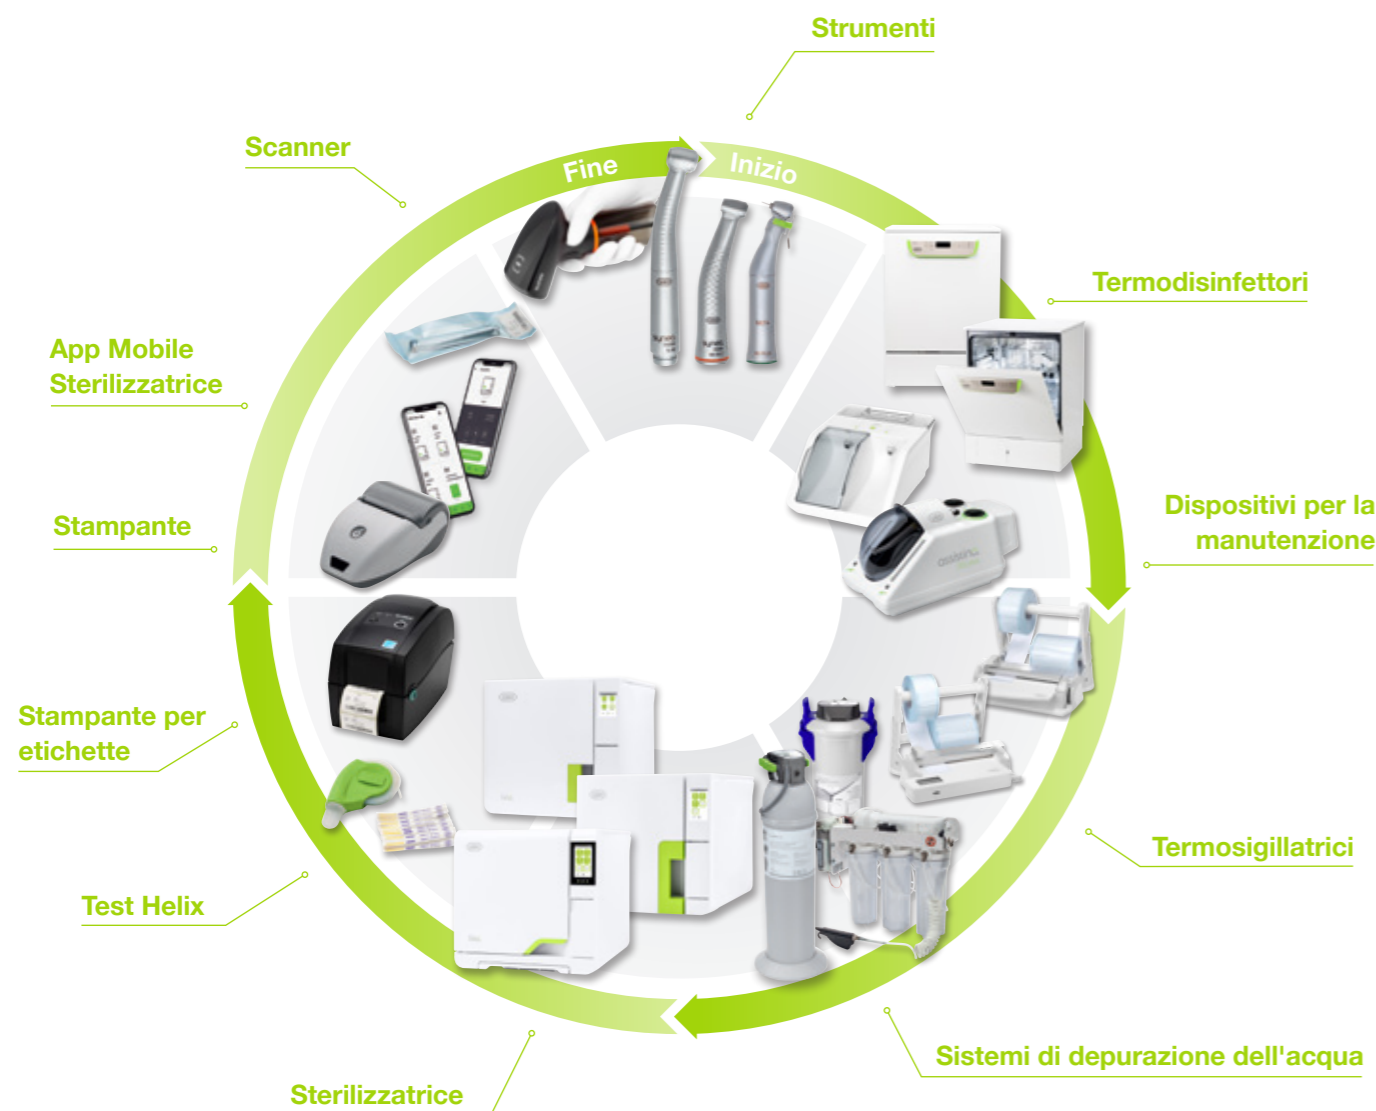 Strumenti
Scanner
Fine
Inizio
Termodisinfettori
App Mobile
Sterilizzatrice
Dispositivi per la
manutenzione
Stampante
Stampante per
etichette
Termosigillatrici
Test Helix
Sistemi di depurazione dell'acqua
Sterilizzatrice